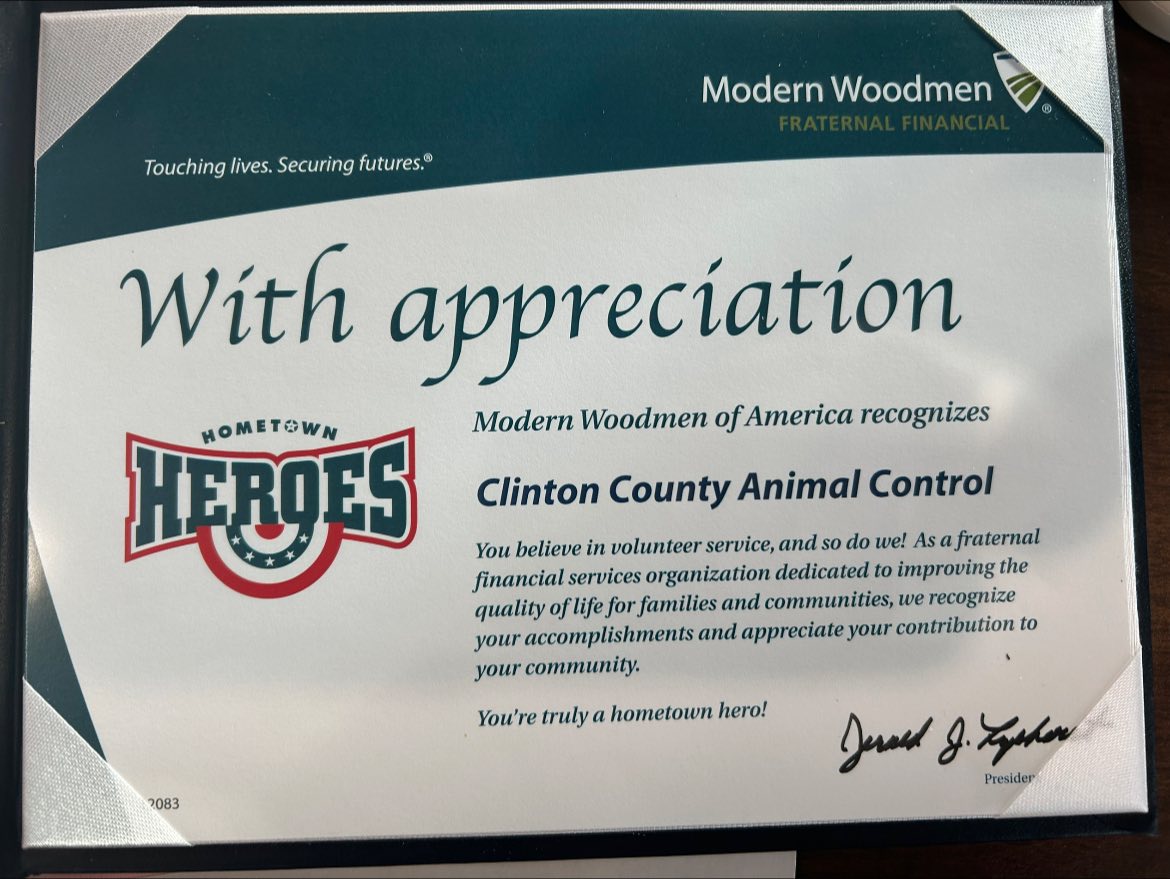 Modern Woodmen
FRATERNAL FINANCIAL
®
Touching lives. Securing futures.®
With appreciation
HOMETOWN
HEROES
Modern Woodmen of America recognizes
Clinton County Animal Control
You believe in volunteer service, and so do we! As a fraternal
financial services organization dedicated to improving the
quality of life for families and communities, we recognize
your accomplishments and appreciate your contribution to
your community.
You're truly a hometown hero!
J.
2083